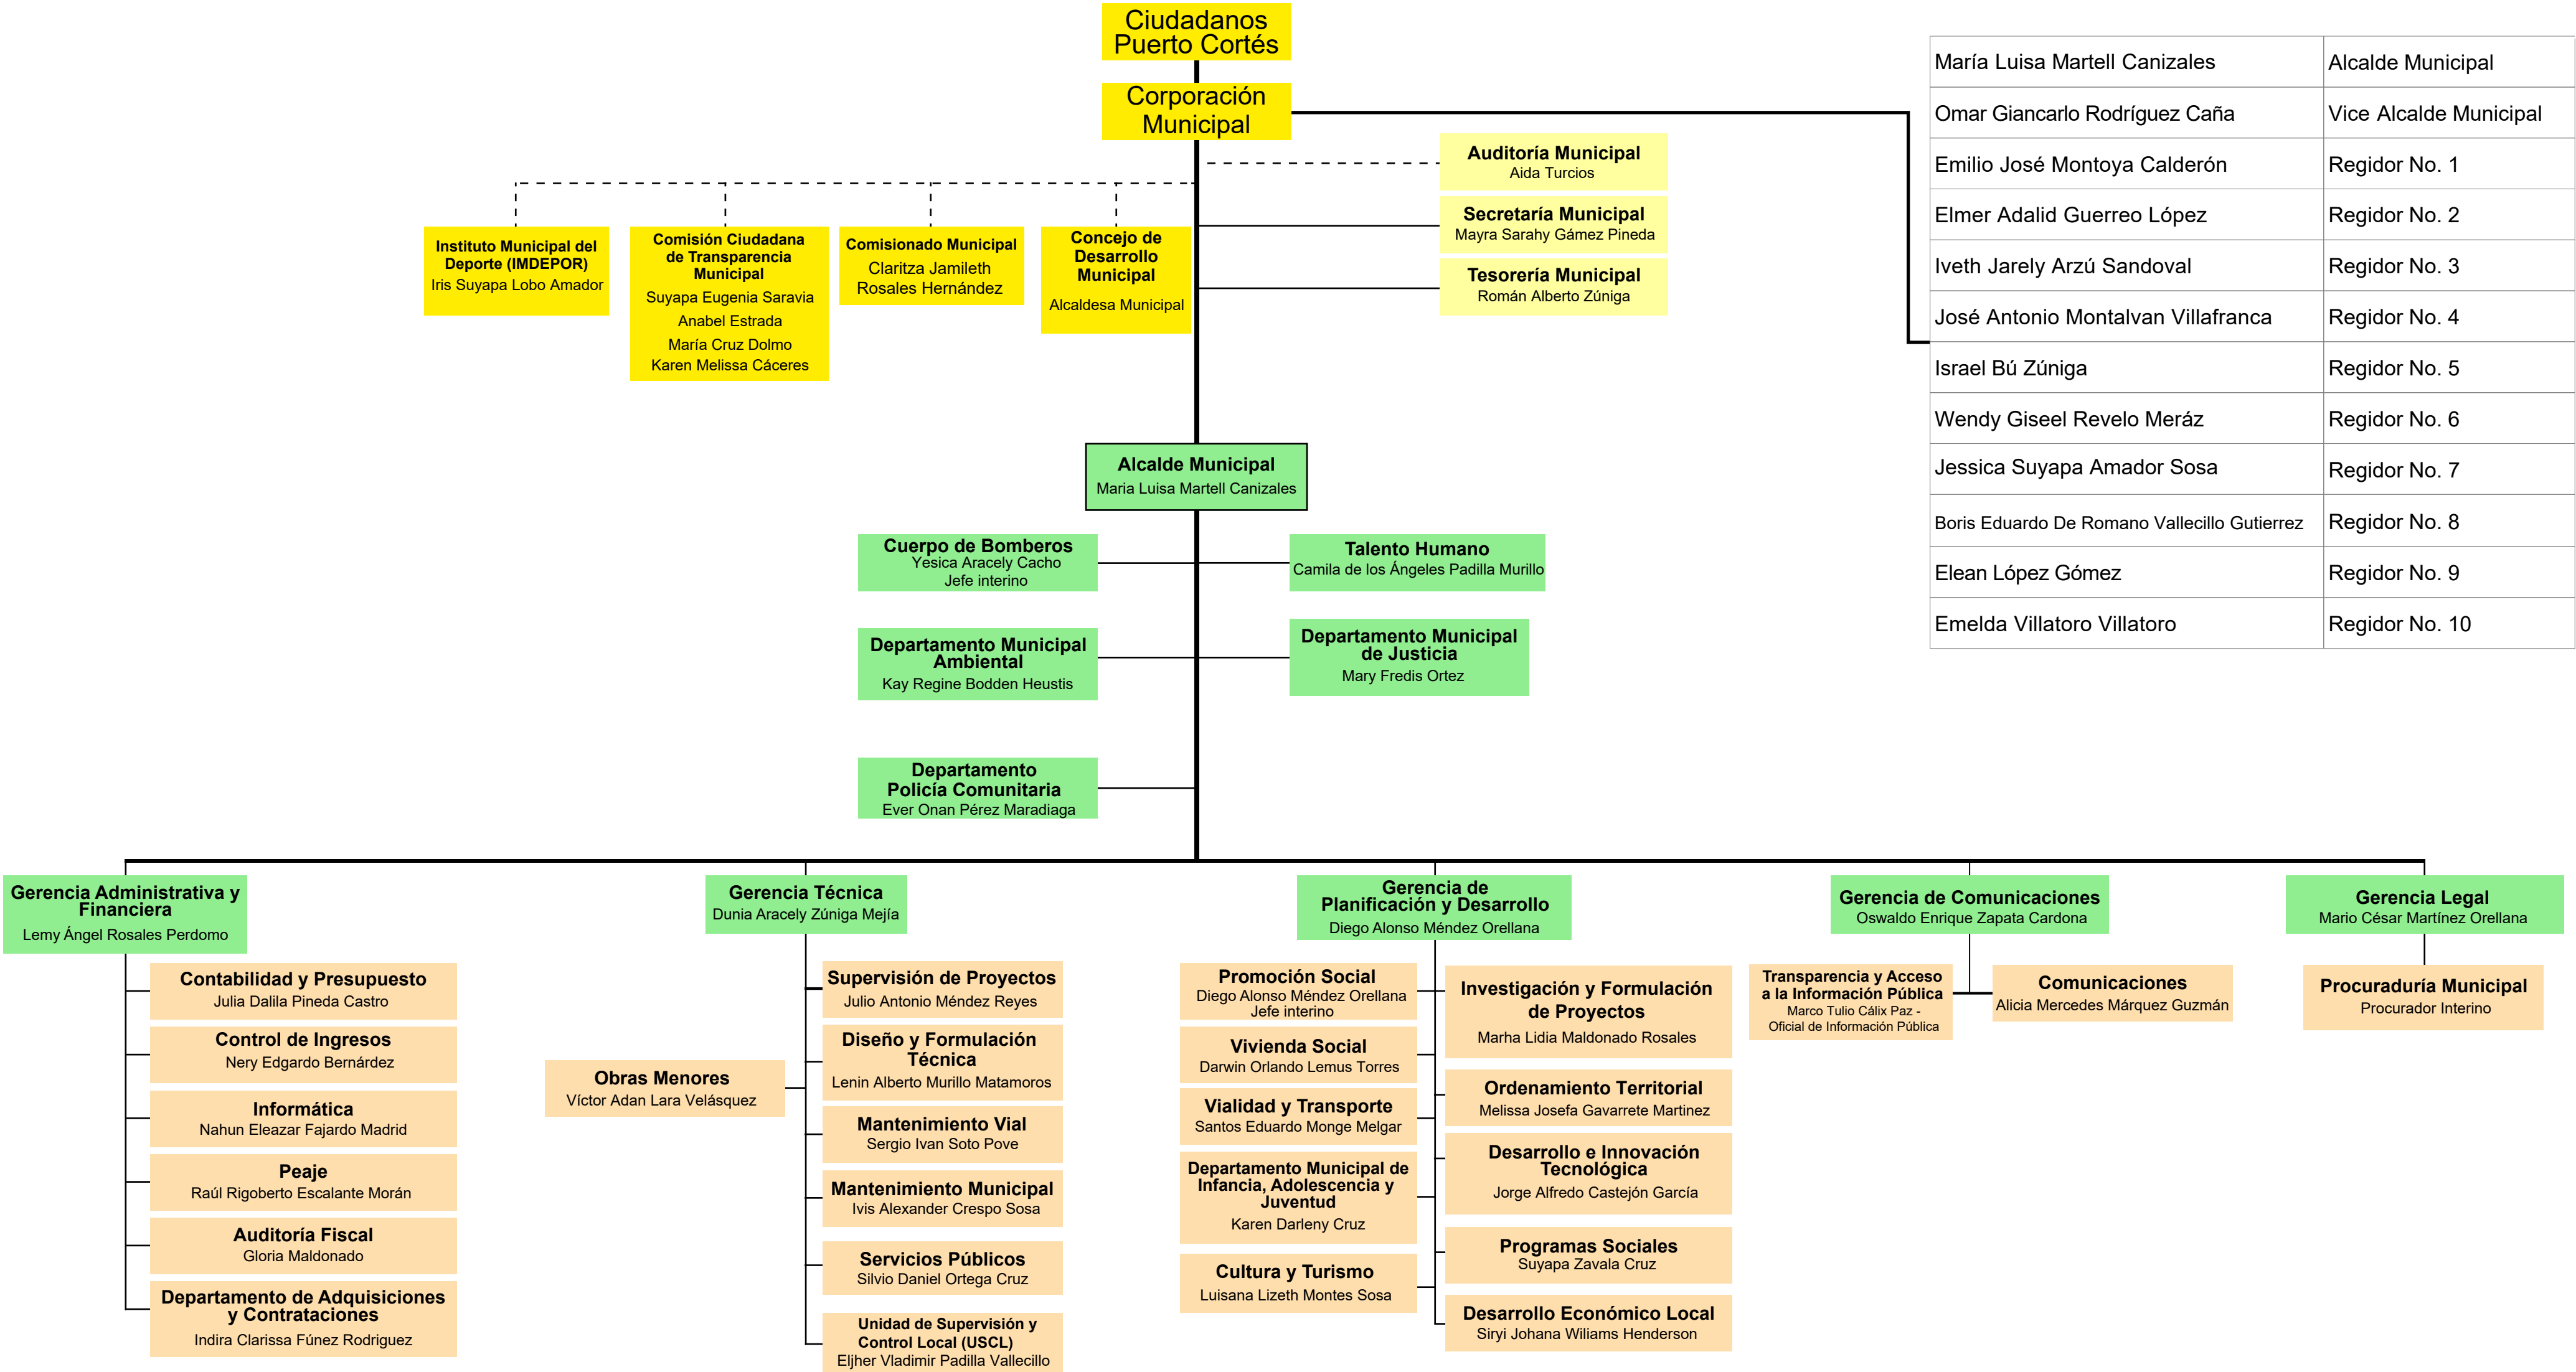 Ciudadanos
Puerto Cortés
Corporación
Municipal
María Luisa Martell Canizales Alcalde Municipal
Omar Giancarlo Rodríguez Caña Vice Alcalde Municipal
Emilio José Montoya Calderón Regidor No. 1
Elmer Adalid Guerreo López Regidor No. 2
Iveth Jarely Arzú Sandoval Regidor No. 3
José Antonio Montalvan Villafranca Regidor No. 4
Israel Bú Zúniga Regidor No. 5
Wendy Giseel Revelo Meráz Regidor No. 6
Jessica Suyapa Amador Sosa Regidor No. 7
Boris Eduardo De Romano Vallecillo Gutierrez Regidor No. 8
Elean López Gómez Regidor No. 9
Emelda Villatoro Villatoro Regidor No. 10
Auditoría Municipal
Aida Turcios
Secretaría Municipal
Mayra Sarahy Gámez Pineda
Tesorería Municipal
Román Alberto Zúniga
Instituto Municipal del
Deporte (IMDEPOR)
Iris Suyapa Lobo Amador
Comisión Ciudadana
de Transparencia
Municipal
Suyapa Eugenia Saravia
Anabel Estrada
María Cruz Dolmo
Karen Melissa Cáceres
Comisionado Municipal
Claritza Jamileth
Rosales Hernández
Concejo de
Desarrollo
Municipal
Alcaldesa Municipal
Alcalde Municipal
Maria Luisa Martell Canizales
Cuerpo de Bomberos
Yesica Aracely Cacho
Jefe interino
Talento Humano
Camila de los Ángeles Padilla Murillo
Departamento Municipal
Ambiental
Kay Regine Bodden Heustis
Departamento Municipal
de Justicia
Mary Fredis Ortez
Departamento
Policía Comunitaria
Ever Onan Pérez Maradiaga
Gerencia Administrativa y
Financiera
Lemy Ángel Rosales Perdomo
Contabilidad y Presupuesto
Julia Dalila Pineda Castro
Control de Ingresos
Nery Edgardo Bernárdez
Informática
Nahun Eleazar Fajardo Madrid
Peaje
Raúl Rigoberto Escalante Morán
Auditoría Fiscal
Gloria Maldonado
Departamento de Adquisiciones
y Contrataciones
Indira Clarissa Fúnez Rodriguez
Gerencia Técnica
Dunia Aracely Zúniga Mejía
Obras Menores
Víctor Adan Lara Velásquez
Supervisión de Proyectos
Julio Antonio Méndez Reyes
Diseño y Formulación
Técnica
Lenin Alberto Murillo Matamoros
Mantenimiento Vial
Sergio Ivan Soto Pove
Mantenimiento Municipal
Ivis Alexander Crespo Sosa
Servicios Públicos
Silvio Daniel Ortega Cruz
Unidad de Supervisión y
Control Local (USCL)
Eljher Vladimir Padilla Vallecillo
Gerencia de
Planificación y Desarrollo
Diego Alonso Méndez Orellana
Promoción Social
Diego Alonso Méndez Orellana
Jefe interino
Vivienda Social
Darwin Orlando Lemus Torres
Vialidad y Transporte
Santos Eduardo Monge Melgar
Departamento Municipal de
Infancia, Adolescencia y
Juventud
Karen Darleny Cruz
Cultura y Turismo
Luisana Lizeth Montes Sosa
Investigación y Formulación
de Proyectos
Marha Lidia Maldonado Rosales
Ordenamiento Territorial
Melissa Josefa Gavarrete Martinez
Desarrollo e Innovación
Tecnológica
Jorge Alfredo Castejón García
Programas Sociales
Suyapa Zavala Cruz
Desarrollo Económico Local
Siryi Johana Wiliams Henderson
Gerencia de Comunicaciones
Oswaldo Enrique Zapata Cardona
Transparencia y Acceso
a la Información Pública
Marco Tulio Cálix Paz -
Oficial de Información Pública
Comunicaciones
Alicia Mercedes Márquez Guzmán
Gerencia Legal
Mario César Martínez Orellana
Procuraduría Municipal
Procurador Interino